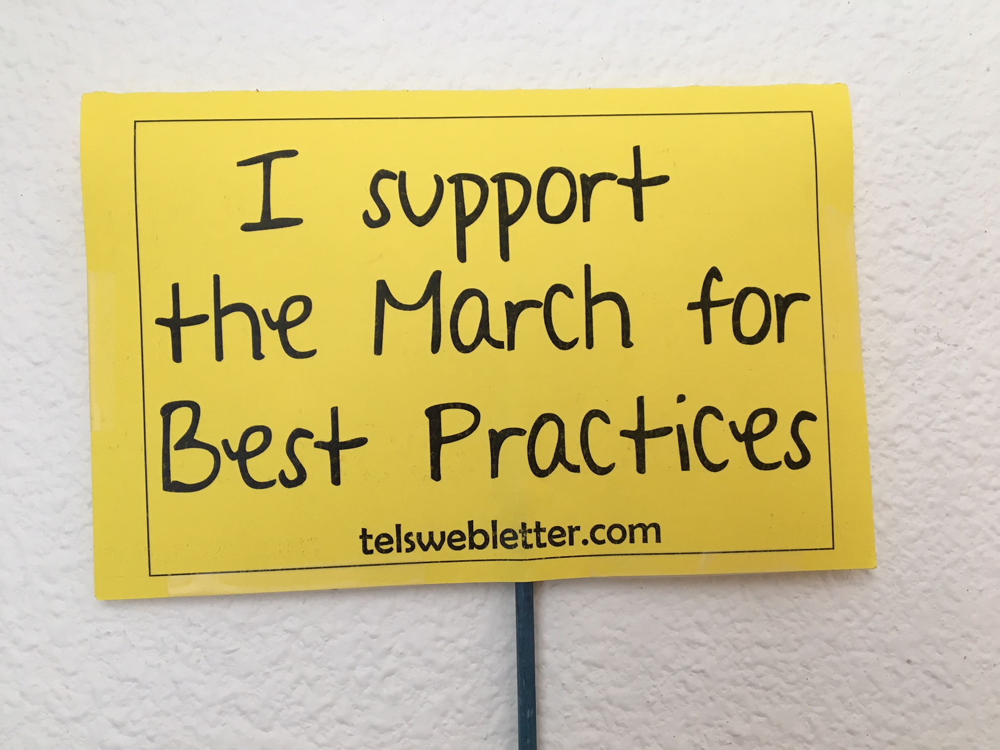 I support
the March for
Best Practices
telswebletter.com